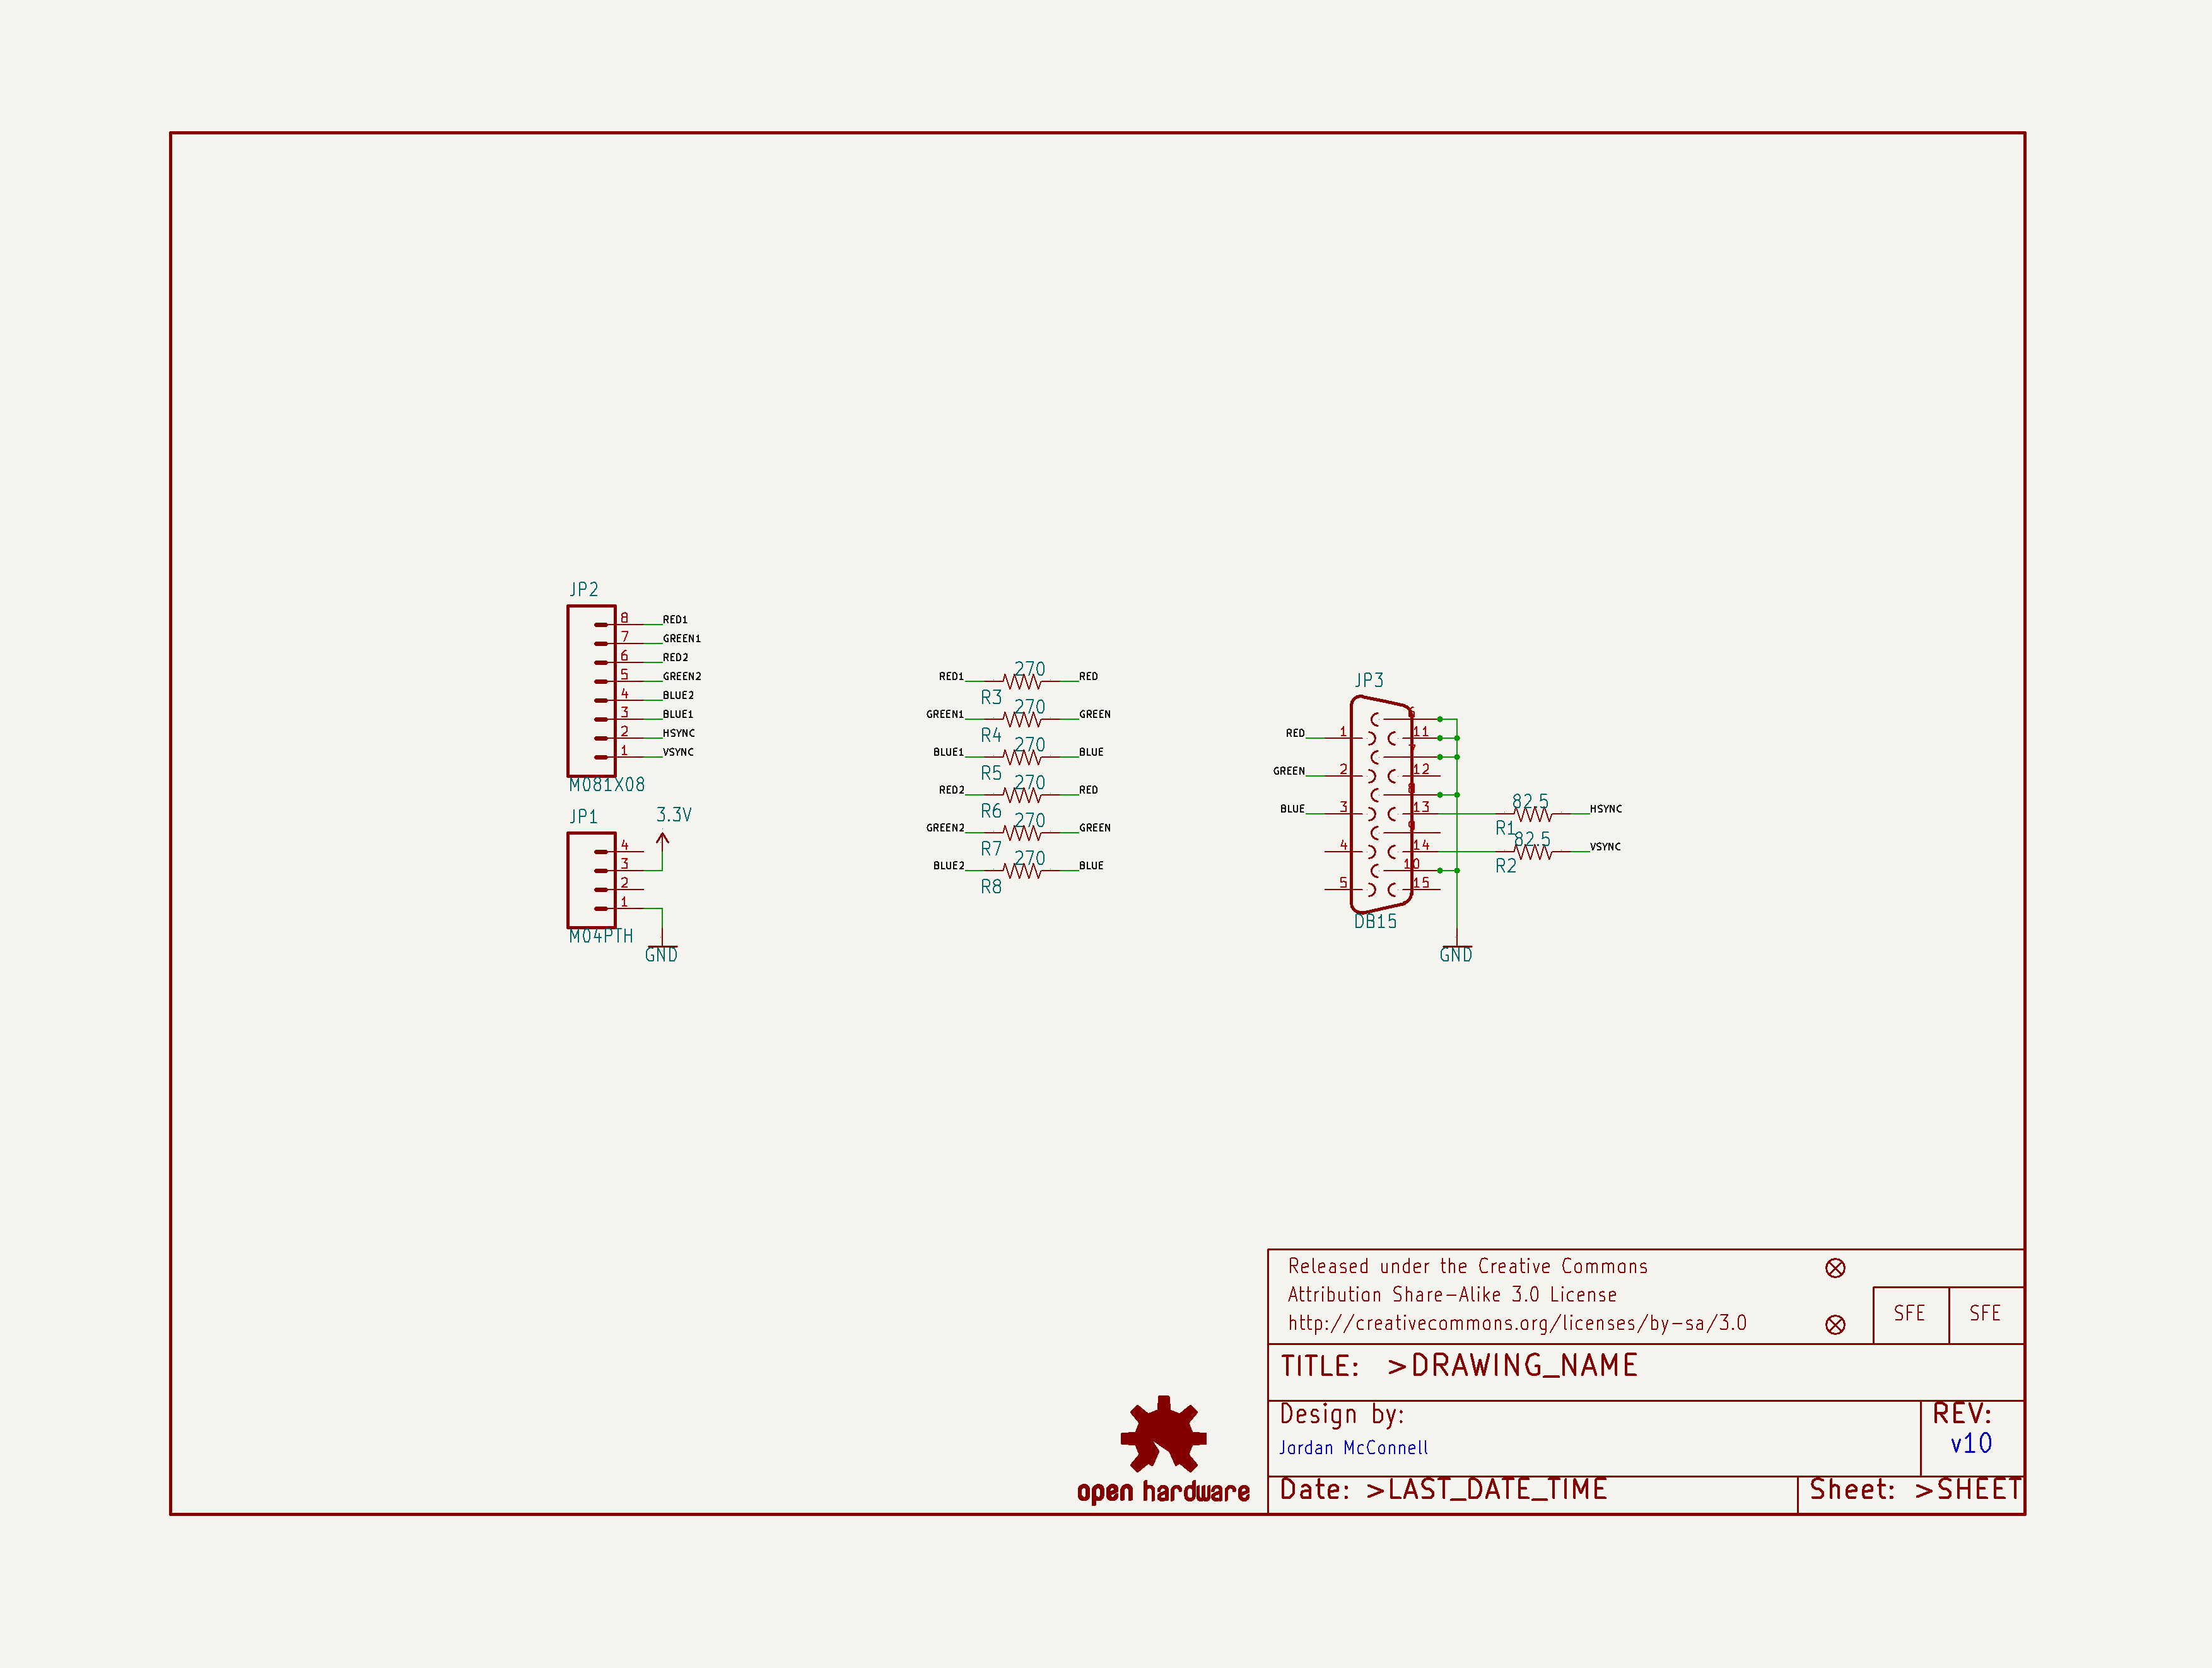 JP2
8 RED1
7 GREEN1
6 RED2
5 GREEN2
4 BLUE2
3 BLUE1
2 HSYNC
1 VSYNC
M081X08
JP1
3.3V
4
3
2
1
M04PTH
GND
RED1 270 RED
R3
GREEN1 270 GREEN
R4
BLUE1 270 BLUE
R5
RED2 270 RED
R6
GREEN2 270 GREEN
R7
BLUE2 270 BLUE
R8
JP3
6
RED 1 11
7
GREEN 2 12
8
BLUE 3 13
9
4 14
10
5 15
DB15
GND
82.5 HSYNC
R1
82.5 VSYNC
R2
Released under the Creative Commons
Attribution Share-Alike 3.0 License
http://creativecommons.org/licenses/by-sa/3.0
SFE SFE
TITLE: >DRAWING_NAME
Design by:
Jordan McConnell
REV:
v10
Date: >LAST_DATE_TIME
Sheet: >SHEET
open hardware